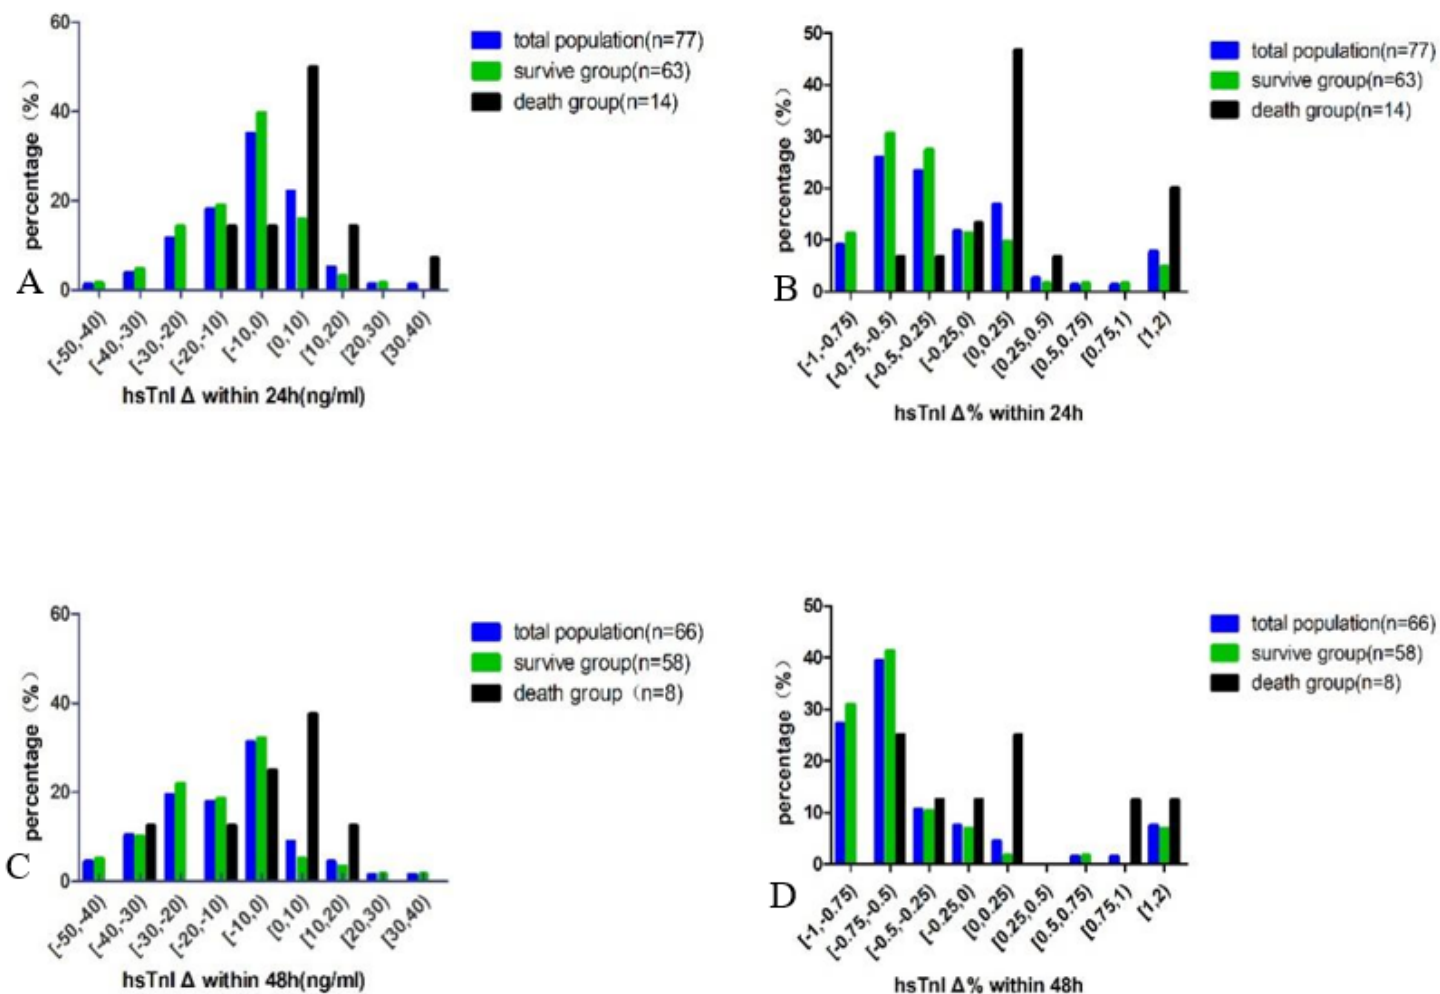 60
40
20
0
percentage（%）
total population(n=77)
survive group(n=63)
death group(n=14)
A
[-50,-40)
[-40,-30)
[-30,-20)
[-20,-10)
[-10,0)
[0,10)
[10,20)
[20,30)
[30.40)
hsTnI Δ within 24h(ng/ml)
50
40
30
20
10
0
percentage（%）
total population(n=77)
survive group(n=63)
death group(n=14)
B
[-1,-0.75)
[-0.75,-0.5)
[-0.5,-0.25)
[-0.25,0)
[0,0.25)
[0.25,0.5)
[0.5,0.75)
[0.75,1)
[1,2)
hsTnI Δ% within 24h
60
40
20
0
percentage（%）
total population(n=66)
survive group(n=58)
death group（n=8)
C
[-50,-40)
[-40,-30)
[-30,-20)
[-20,-10)
[-10,0)
[0,10)
[10,20)
[20,30)
[30,40)
hsTnI Δ within 48h(ng/ml)
50
40
30
20
10
0
percentage（%）
total population(n=66)
survive group(n=58)
death group(n=8)
D
[-1,-0.75)
[-0.75,-0.5)
[-0.5,-0.25)
[-0.25,0)
[0,0.25)
[0.25,0.5)
[0.5,0.75)
[0.75,1)
[1,2)
hsTnI Δ% within 48h